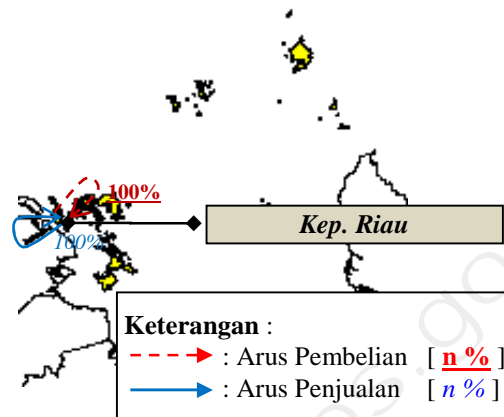 100%
100%
Kep. Riau
Keterangan :
: Arus Pembelian [ n % ]
: Arus Penjualan [ n % ]